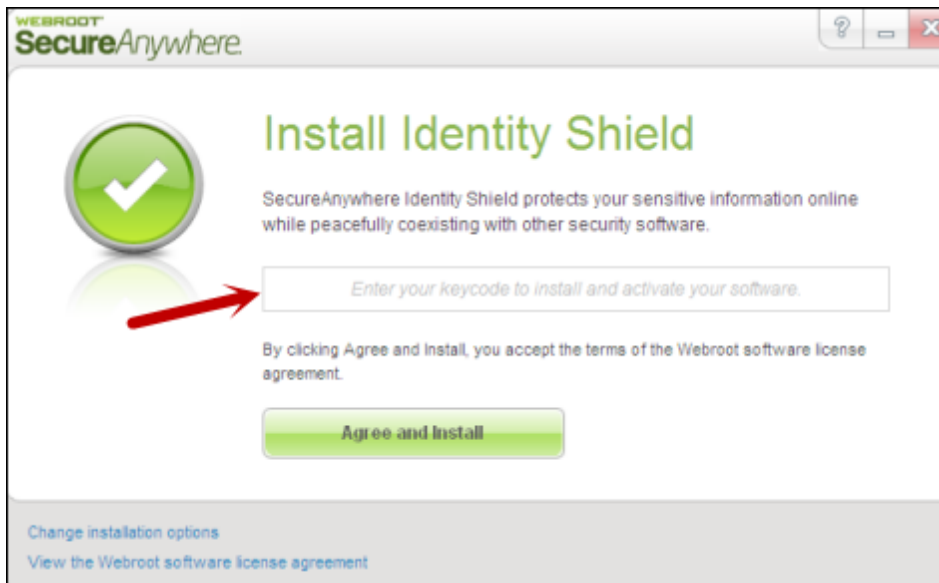 WEBROOT
SecureAnywhere
Install Identity Shield
SecureAnywhere Identity Shield protects your sensitive information online
while peacefully coexisting with other security software.
Enter your keycode to install and activate your software.
By clicking Agree and Install, you accept the terms of the Webroot software license
agreement.
Agree and Install
Change installation options
View the Webroot software license agreement